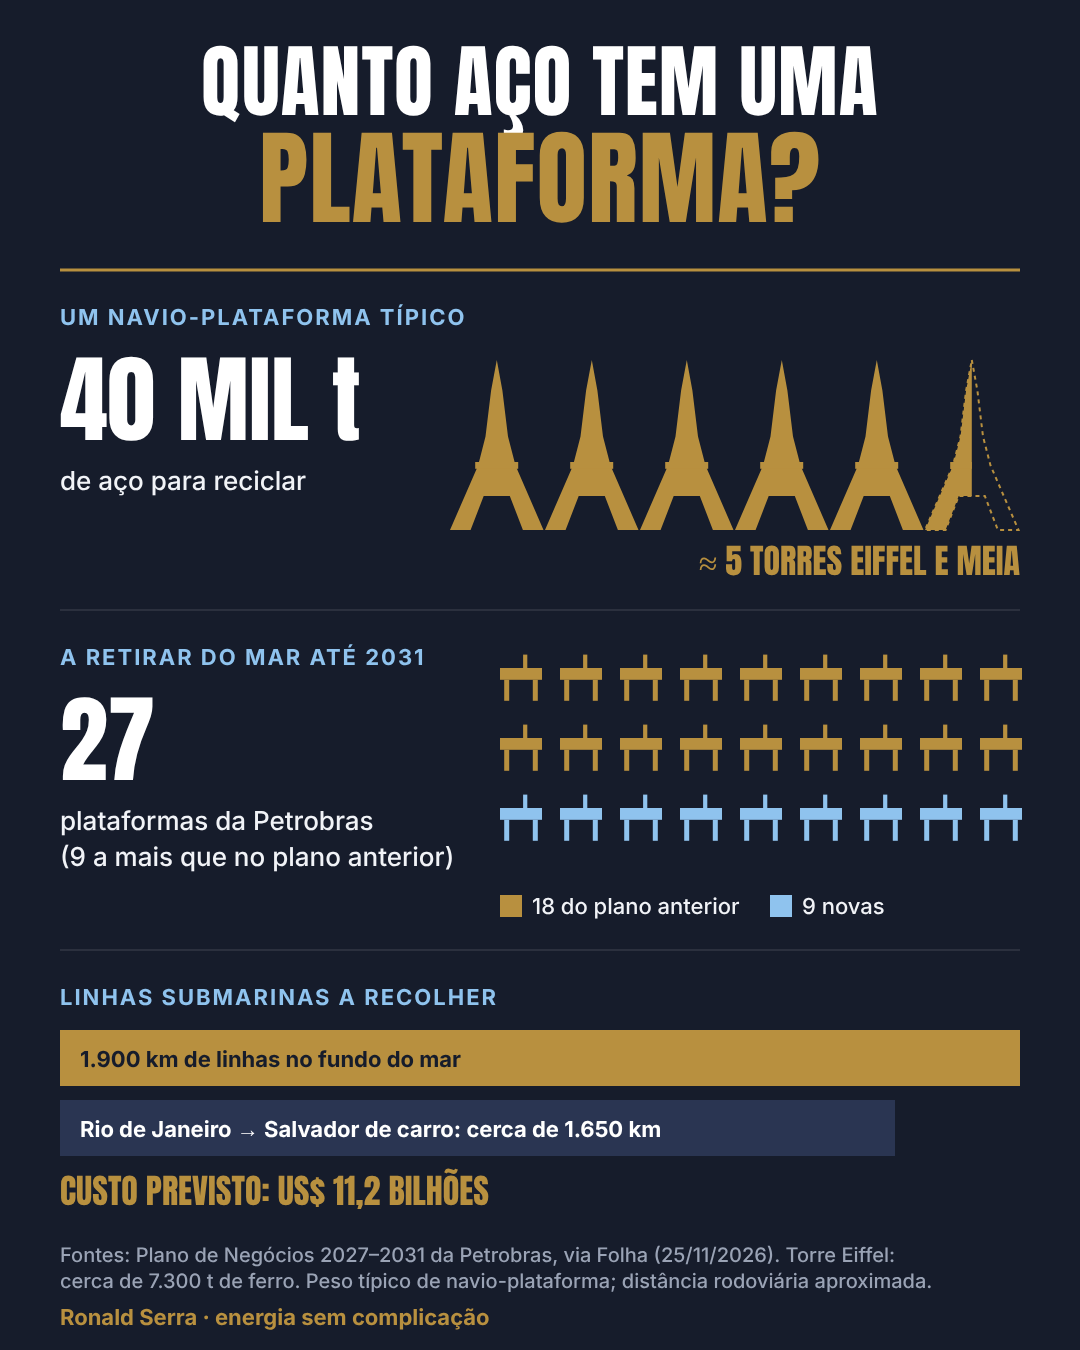 QUANTO AÇO TEM UMA
PLATAFORMA?
UM NAVIO-PLATAFORMA TÍPICO
40 MIL t
de aço para reciclar
≈ 5 TORRES EIFFEL E MEIA
A RETIRAR DO MAR ATÉ 2031
27
plataformas da Petrobras
(9 a mais que no plano anterior)
18 do plano anterior
9 novas
LINHAS SUBMARINAS A RECOLHER
1.900 km de linhas no fundo do mar
Rio de Janeiro → Salvador de carro: cerca de 1.650 km
CUSTO PREVISTO: US$ 11,2 BILHÕES
Fontes: Plano de Negócios 2027–2031 da Petrobras, via Folha (25/11/2026). Torre Eiffel:
cerca de 7.300 t de ferro. Peso típico de navio-plataforma; distância rodoviária aproximada.
Ronald Serra · energia sem complicação